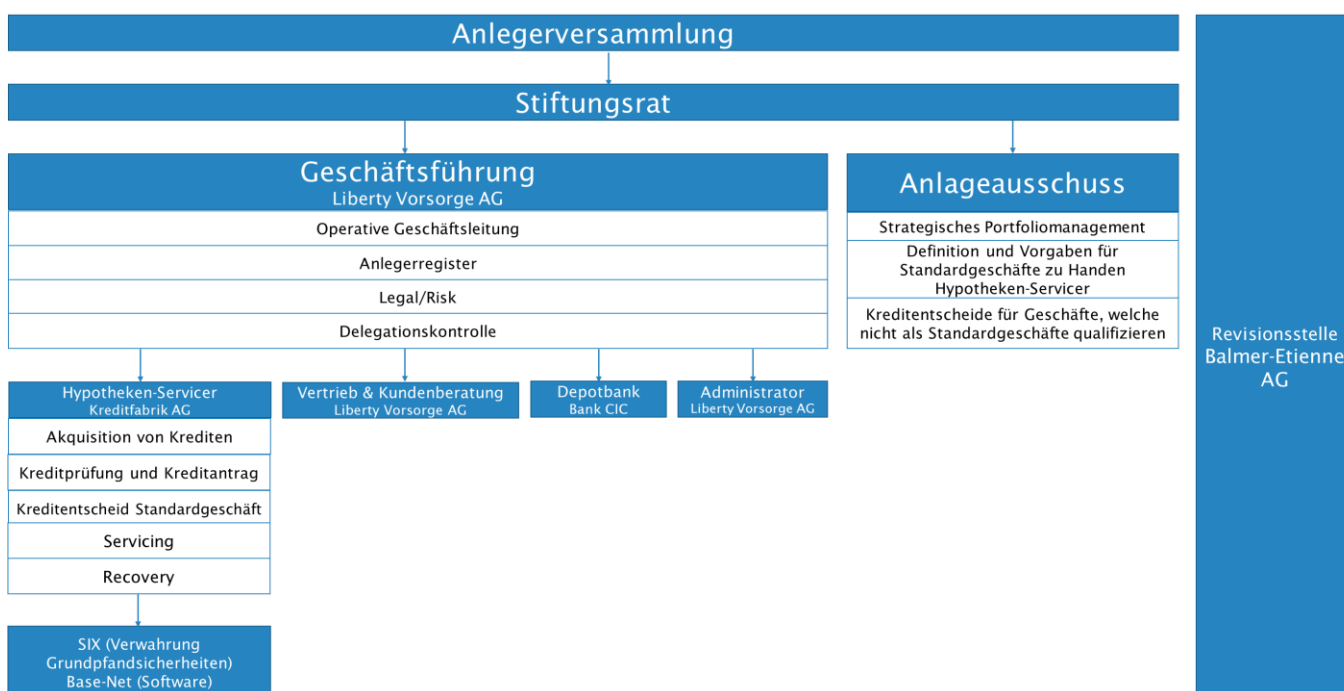 Anlegerversammlung
Stiftungsrat
Geschäftsführung
Liberty Vorsorge AG
Operative Geschäftsleitung
Anlegerregister
Legal/Risk
Delegationskontrolle
Anlageausschuss
Strategisches Portfoliomanagement
Definition und Vorgaben für
Standardgeschäfte zu Handen
Hypotheken-Servicer
Kreditentscheide für Geschäfte, welche
nicht als Standardgeschäfte qualifizieren
Hypotheken-Servicer
Kreditfabrik AG
Akquisition von Krediten
Kreditprüfung und Kreditantrag
Kreditentscheid Standardgeschäft
Servicing
Recovery
SIX (Verwahrung
Grundpfandsicherheiten)
Base-Net (Software)
Vertrieb & Kundenberatung
Liberty Vorsorge AG
Depotbank
Bank CIC
Administrator
Liberty Vorsorge AG
Revisionsstelle
Balmer-Etienne
AG